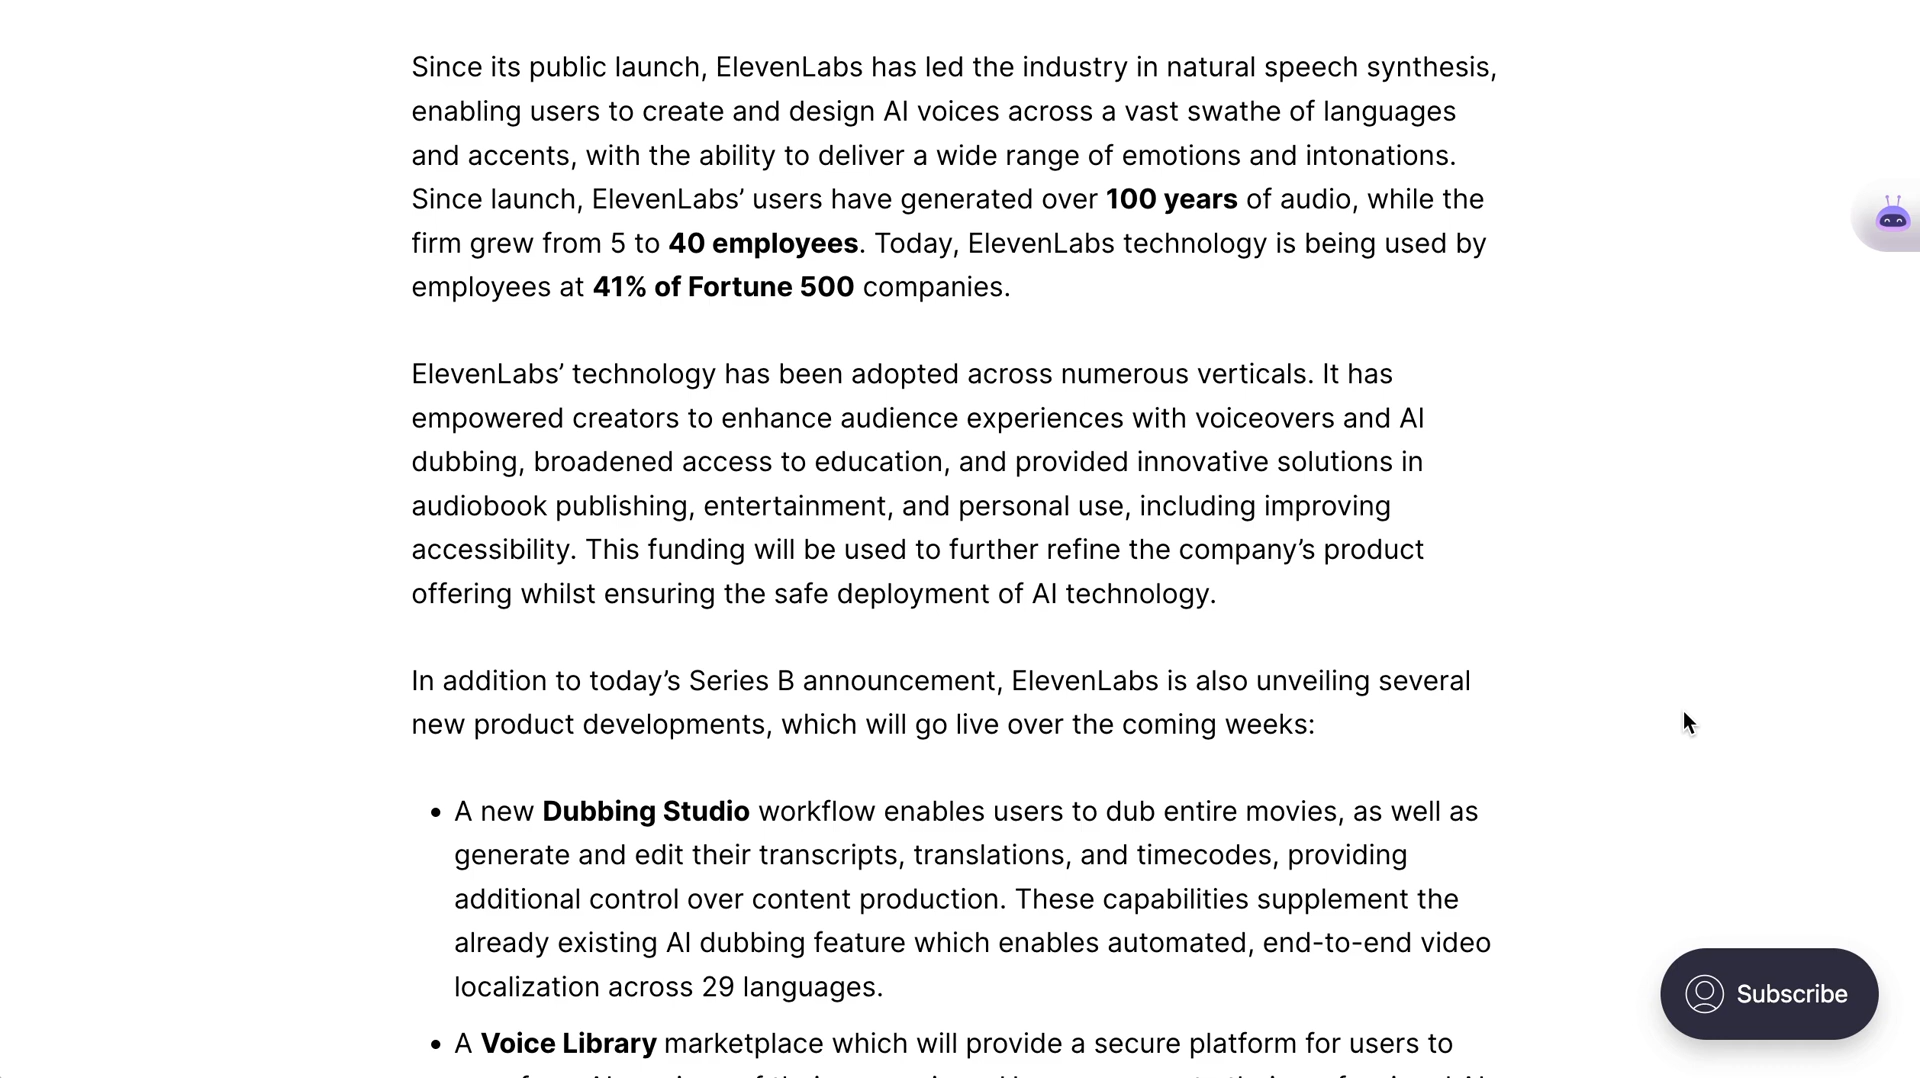 Since its public launch, ElevenLabs has led the industry in natural speech synthesis,
enabling users to create and design AI voices across a vast swathe of languages
and accents, with the ability to deliver a wide range of emotions and intonations.
Since launch, ElevenLabs’ users have generated over 100 years of audio, while the
firm grew from 5 to 40 employees. Today, ElevenLabs technology is being used by
employees at 41% of Fortune 500 companies.
ElevenLabs’ technology has been adopted across numerous verticals. It has
empowered creators to enhance audience experiences with voiceovers and AI
dubbing, broadened access to education, and provided innovative solutions in
audiobook publishing, entertainment, and personal use, including improving
accessibility. This funding will be used to further refine the company’s product
offering whilst ensuring the safe deployment of AI technology.
In addition to today’s Series B announcement, ElevenLabs is also unveiling several
new product developments, which will go live over the coming weeks:
• A new Dubbing Studio workflow enables users to dub entire movies, as well as
generate and edit their transcripts, translations, and timecodes, providing
additional control over content production. These capabilities supplement the
already existing AI dubbing feature which enables automated, end-to-end video
localization across 29 languages.
• A Voice Library marketplace which will provide a secure platform for users to
Subscribe